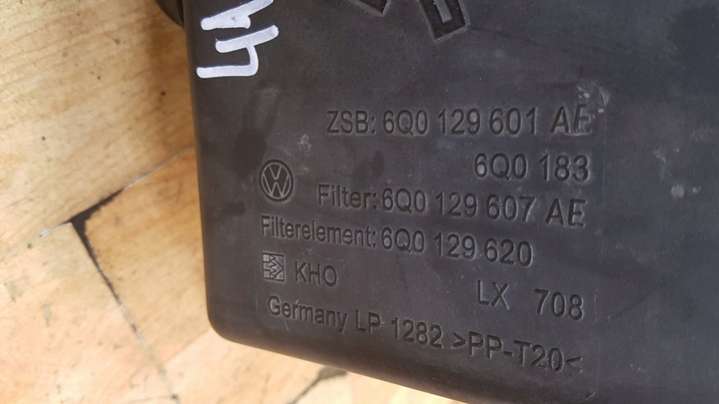 ZSB: 6Q0 129 601 AE
6Q0 183
Filter: 6Q0 129 607 AE
Filterelement: 6Q0 129 620
KHO LX 708
Germany LP 1282 >PP-T20<